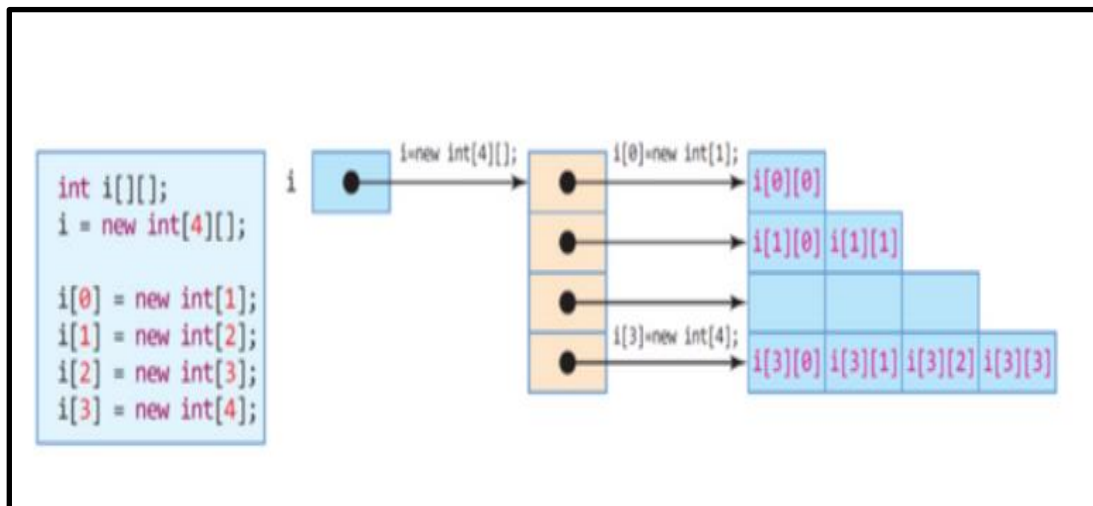 int i[][];
i = new int[4][];
i[0] = new int[1];
i[1] = new int[2];
i[2] = new int[3];
i[3] = new int[4];
i
i=new int[4][];
i[0]=new int[1];
i[0][0]
i[1][0] i[1][1]
i[3]=new int[4];
i[3][0] i[3][1] i[3][2] i[3][3]